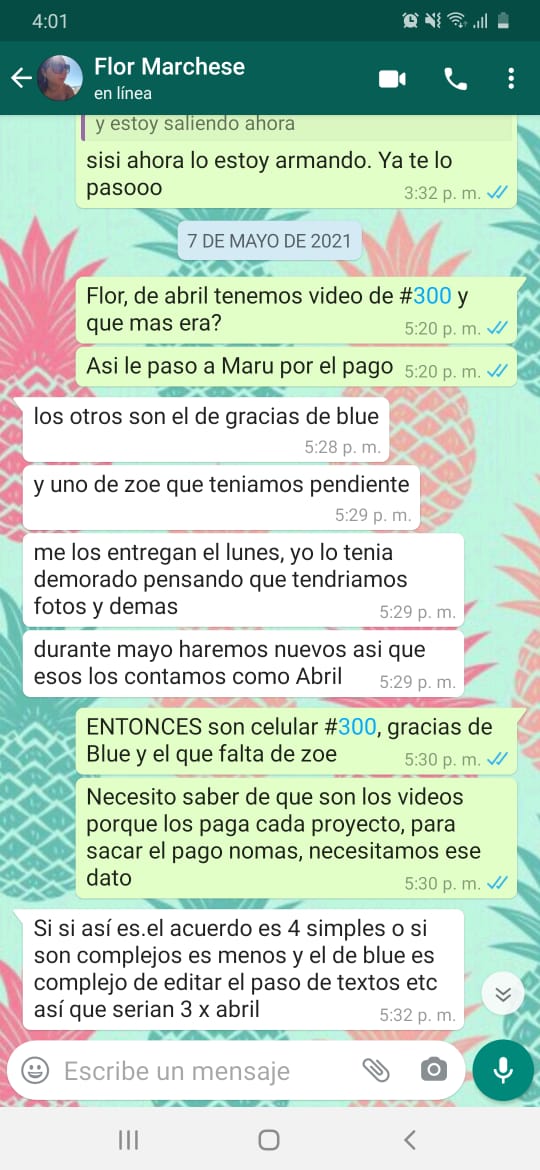 4:01
Flor Marchese
en línea
y estoy saliendo ahora
sisi ahora lo estoy armando. Ya te lo
pasooo
3:32 p. m.
7 DE MAYO DE 2021
Flor, de abril tenemos video de #300 y
que mas era?
5:20 p. m.
Asi le paso a Maru por el pago
5:20 p. m.
los otros son el de gracias de blue
5:28 p. m.
y uno de zoe que teniamos pendiente
5:29 p. m.
me los entregan el lunes, yo lo tenia
demorado pensando que tendriamos
fotos y demas
5:29 p. m.
durante mayo haremos nuevos asi que
esos los contamos como Abril
5:29 p. m.
ENTONCES son celular #300, gracias de
Blue y el que falta de zoe
5:30 p. m.
Necesito saber de que son los videos
porque los paga cada proyecto, para
sacar el pago nomas, necesitamos ese
dato
5:30 p. m.
Si si así es.el acuerdo es 4 simples o si
son complejos es menos y el de blue es
complejo de editar el paso de textos etc
así que serian 3 x abril
5:32 p. m.
Escribe un mensaje